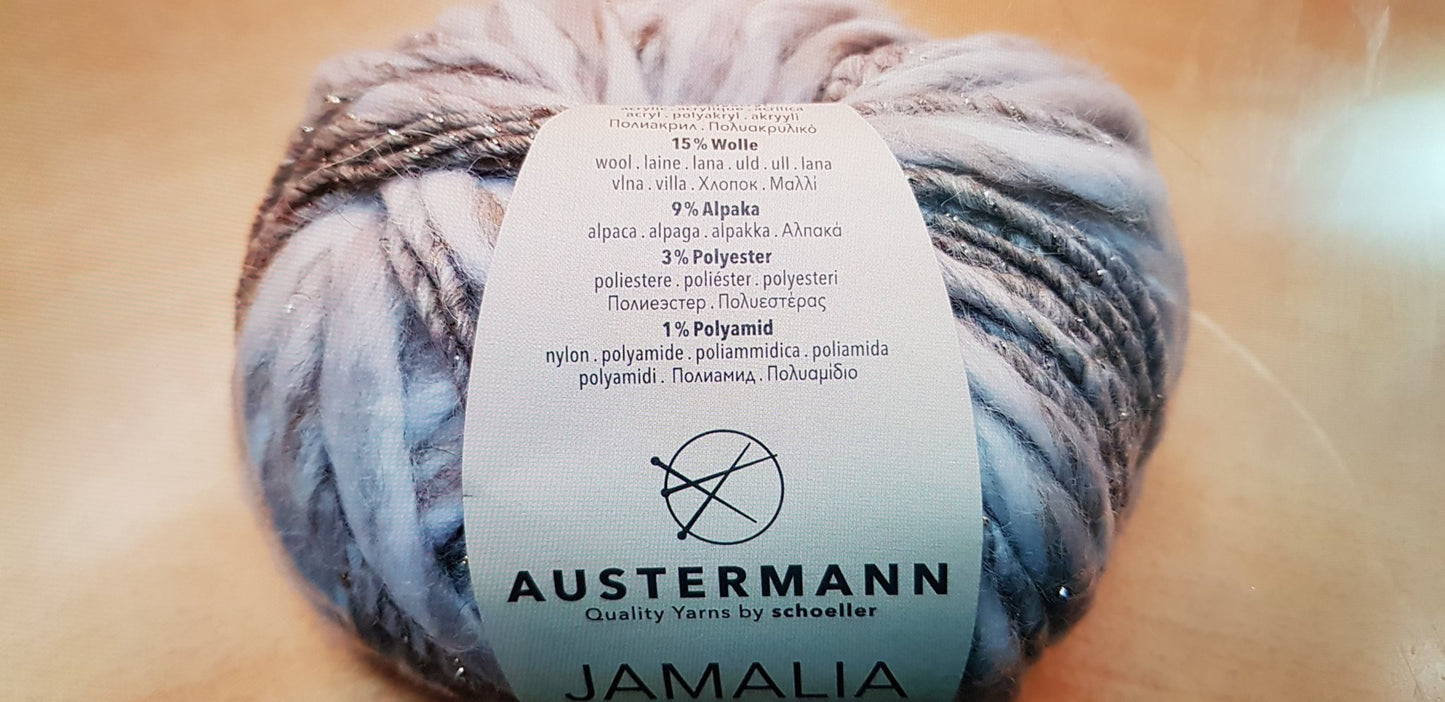 acrylic . acrylique . acrilica
acryl . polyakryl . akryyli
Полиакрил . Πολυακρυλικό
15% Wolle
wool . laine . lana . uld . ull . lana
vlna . villa . Хлопок . Μαλλί
9% Alpaka
alpaca . alpaga . alpakka . Αλπακά
3% Polyester
poliestere . poliéster . polyesteri
Полиэстер . Πολυεστέρας
1% Polyamid
nylon . polyamide . poliammidica . poliamida
polyamidi . Полиамид . Πολυαμίδιο
AUSTERMANN
Quality Yarns by schoeller
JAMALIA